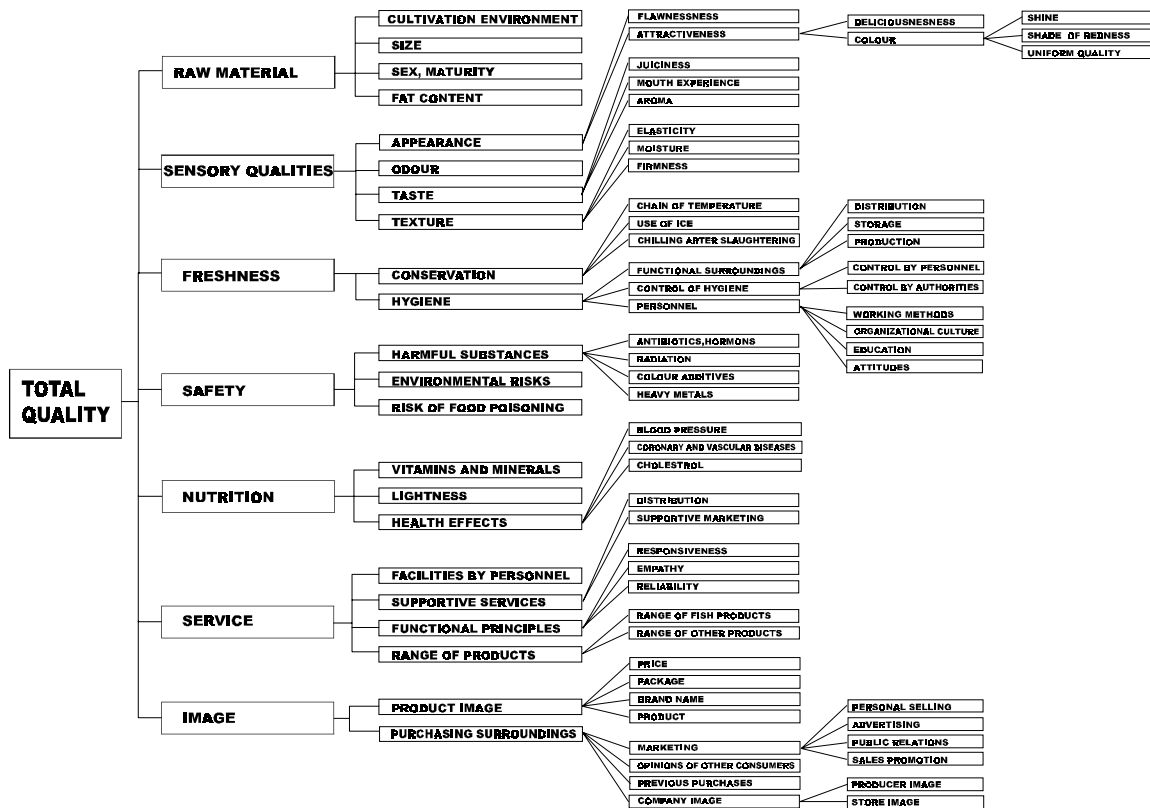 TOTAL
QUALITY
RAW MATERIAL
CULTIVATION ENVIRONMENT
SIZE
SEX, MATURITY
FAT CONTENT
SENSORY QUALITIES
APPEARANCE
FLAWNESSNESS
ATTRACTIVENESS
DELICIOUSNESNESS
COLOUR
SHINE
SHADE OF REDNESS
UNIFORM QUALITY
ODOUR
TASTE
JUICINESS
MOUTH EXPERIENCE
AROMA
TEXTURE
ELASTICITY
MOISTURE
FIRMNESS
FRESHNESS
CONSERVATION
CHAIN OF TEMPERATURE
USE OF ICE
CHILLING ARTER SLAUGHTERING
HYGIENE
FUNCTIONAL SURROUNDINGS
DISTRIBUTION
STORAGE
PRODUCTION
CONTROL OF HYGIENE
CONTROL BY PERSONNEL
CONTROL BY AUTHORITIES
PERSONNEL
WORKING METHODS
ORGANIZATIONAL CULTURE
EDUCATION
ATTITUDES
SAFETY
HARMFUL SUBSTANCES
ANTIBIOTICS,HORMONS
RADIATION
COLOUR ADDITIVES
HEAVY METALS
ENVIRONMENTAL RISKS
RISK OF FOOD POISONING
NUTRITION
VITAMINS AND MINERALS
LIGHTNESS
HEALTH EFFECTS
BLOOD PRESSURE
CORONARY AND VASCULAR DISEASES
CHOLESTROL
SERVICE
FACILITIES BY PERSONNEL
SUPPORTIVE SERVICES
DISTRIBUTION
SUPPORTIVE MARKETING
FUNCTIONAL PRINCIPLES
RESPONSIVENESS
EMPATHY
RELIABILITY
RANGE OF PRODUCTS
RANGE OF FISH PRODUCTS
RANGE OF OTHER PRODUCTS
IMAGE
PRODUCT IMAGE
PRICE
PACKAGE
BRAND NAME
PRODUCT
PURCHASING SURROUNDINGS
MARKETING
PERSONAL SELLING
ADVERTISING
PUBLIC RELATIONS
SALES PROMOTION
OPINIONS OF OTHER CONSUMERS
PREVIOUS PURCHASES
COMPANY IMAGE
PRODUCER IMAGE
STORE IMAGE